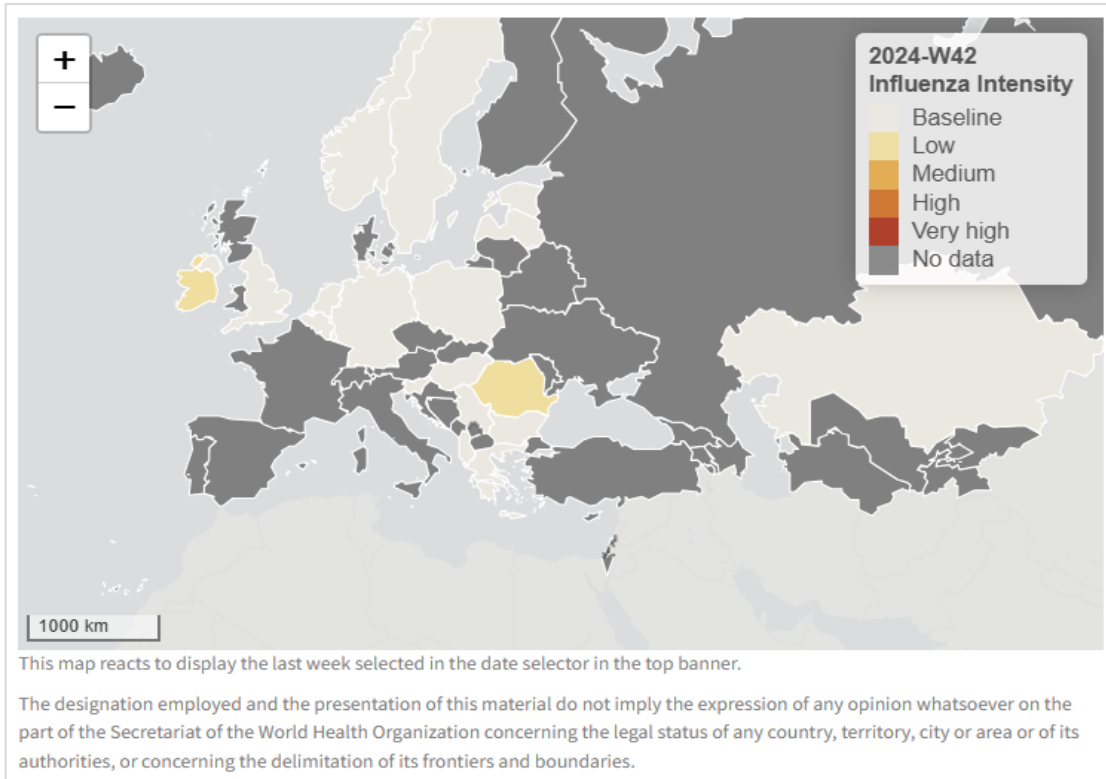 +
−
2024-W42
Influenza Intensity
Baseline
Low
Medium
High
Very high
No data
1000 km
This map reacts to display the last week selected in the date selector in the top banner.
The designation employed and the presentation of this material do not imply the expression of any opinion whatsoever on the
part of the Secretariat of the World Health Organization concerning the legal status of any country, territory, city or area or of its
authorities, or concerning the delimitation of its frontiers and boundaries.